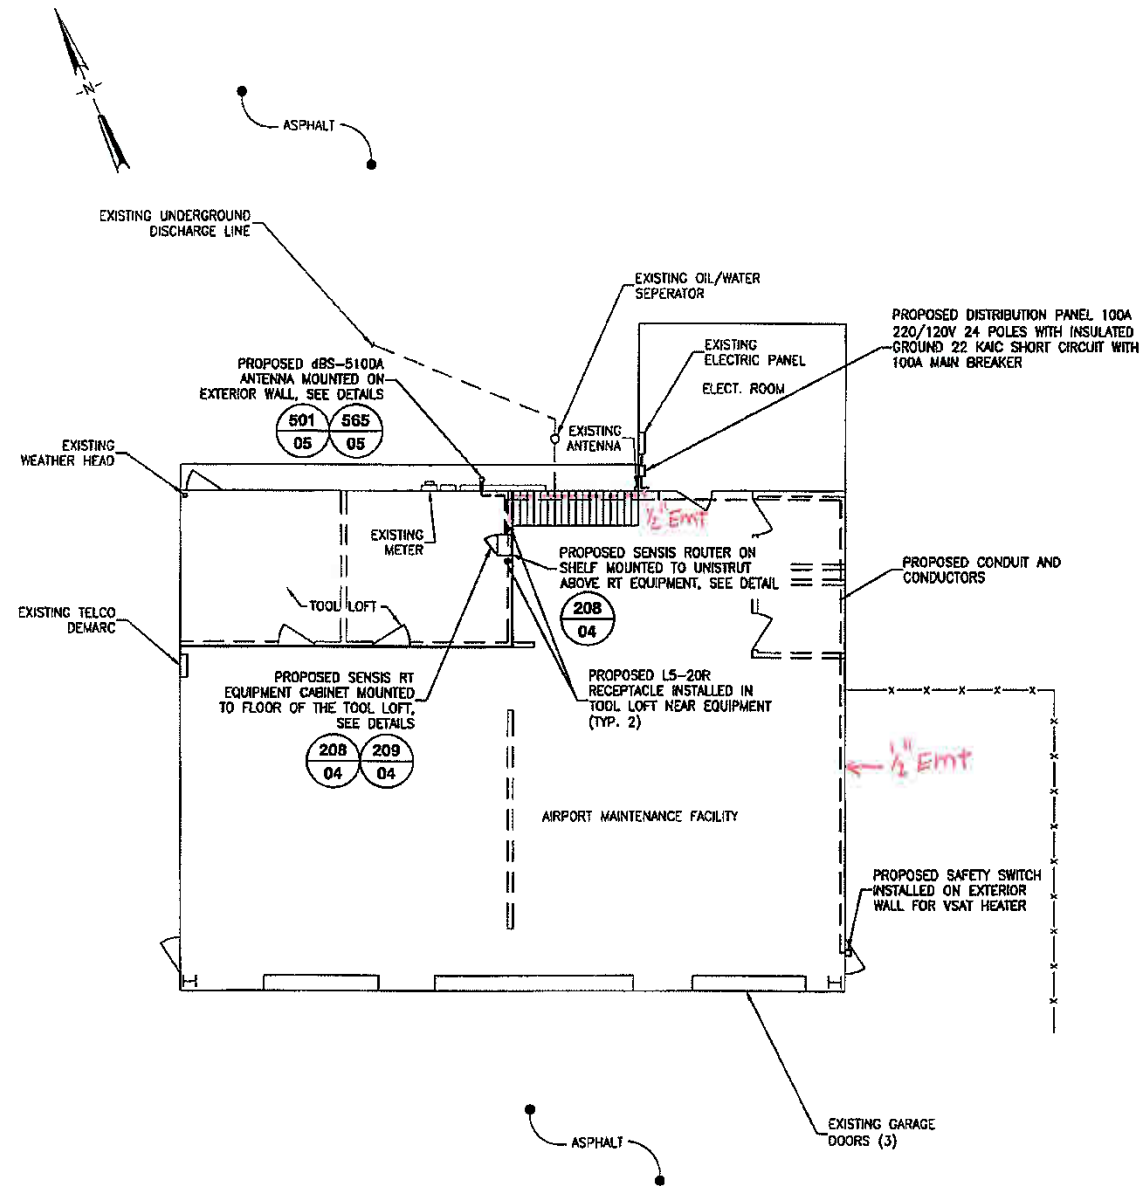 -N-
ASPHALT
EXISTING UNDERGROUND
DISCHARGE LINE
EXISTING OIL/WATER
SEPERATOR
PROPOSED DISTRIBUTION PANEL 100A
220/120V 24 POLES WITH INSULATED
GROUND 22 KAIC SHORT CIRCUIT WITH
100A MAIN BREAKER
EXISTING
ELECTRIC PANEL
ELECT. ROOM
PROPOSED dBS-510DA
ANTENNA MOUNTED ON
EXTERIOR WALL, SEE DETAILS
501
05
565
05
EXISTING
ANTENNA
EXISTING
WEATHER HEAD
EXISTING
METER
1/2" Emt
PROPOSED SENSIS ROUTER ON
SHELF MOUNTED TO UNISTRUT
ABOVE RT EQUIPMENT, SEE DETAIL
208
04
PROPOSED CONDUIT AND
CONDUCTORS
EXISTING TELCO
DEMARC
TOOL LOFT
PROPOSED SENSIS RT
EQUIPMENT CABINET MOUNTED
TO FLOOR OF THE TOOL LOFT,
SEE DETAILS
208
04
209
04
PROPOSED L5-20R
RECEPTACLE INSTALLED IN
TOOL LOFT NEAR EQUIPMENT
(TYP. 2)
1/2" Emt
AIRPORT MAINTENANCE FACILITY
PROPOSED SAFETY SWITCH
INSTALLED ON EXTERIOR
WALL FOR VSAT HEATER
EXISTING GARAGE
DOORS (3)
ASPHALT